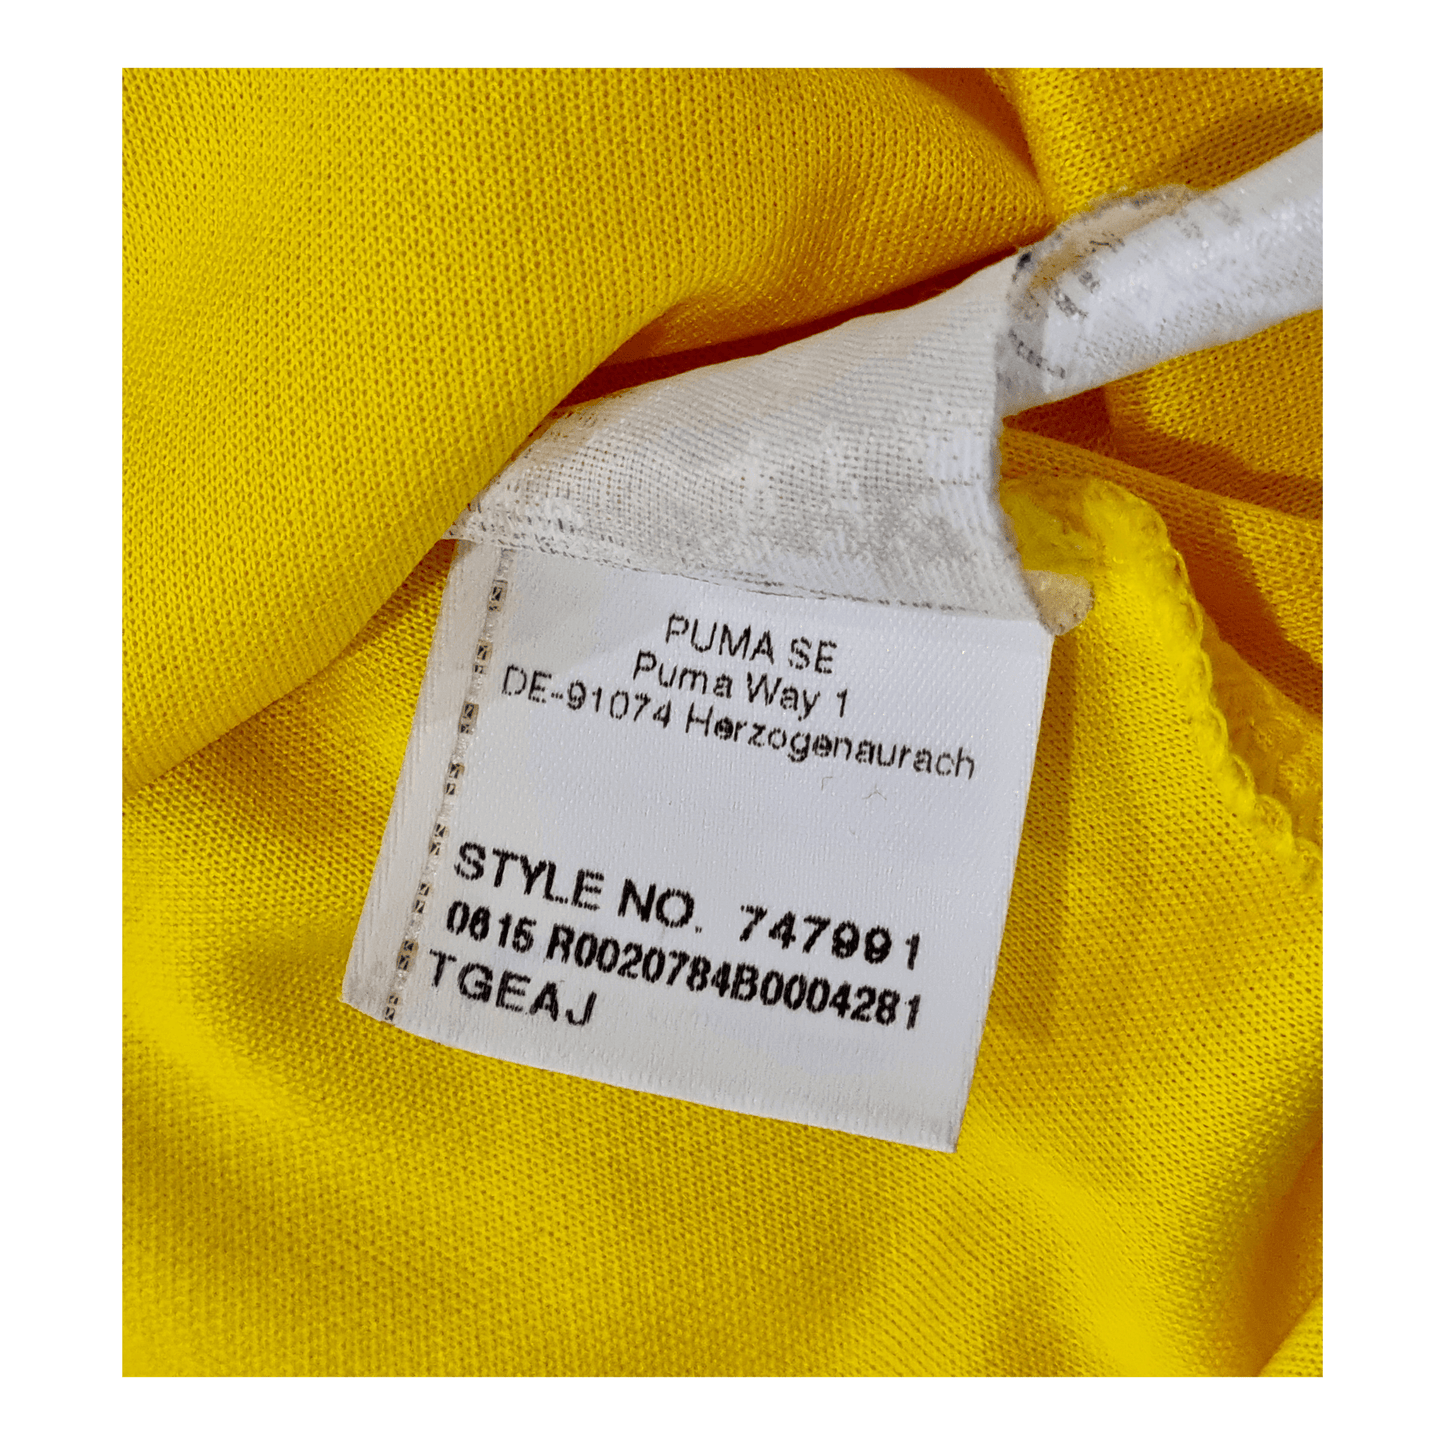 PUMA SE
Puma Way 1
DE-91074 Herzogenaurach
STYLE NO. 747991
0615 R0020784B0004281
TGEAJ